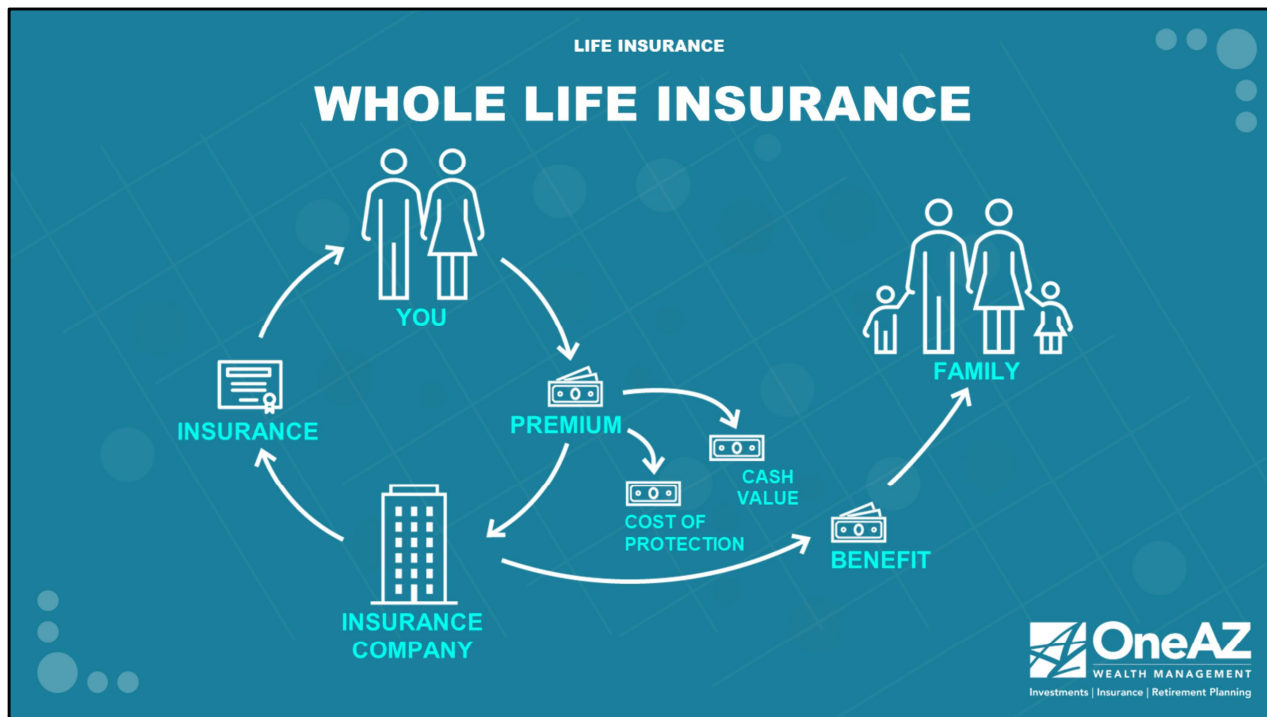 LIFE INSURANCE
WHOLE LIFE INSURANCE
YOU
FAMILY
INSURANCE
PREMIUM
CASH
VALUE
COST OF
PROTECTION
BENEFIT
INSURANCE
COMPANY
OneAZ
WEALTH MANAGEMENT
Investments | Insurance | Retirement Planning